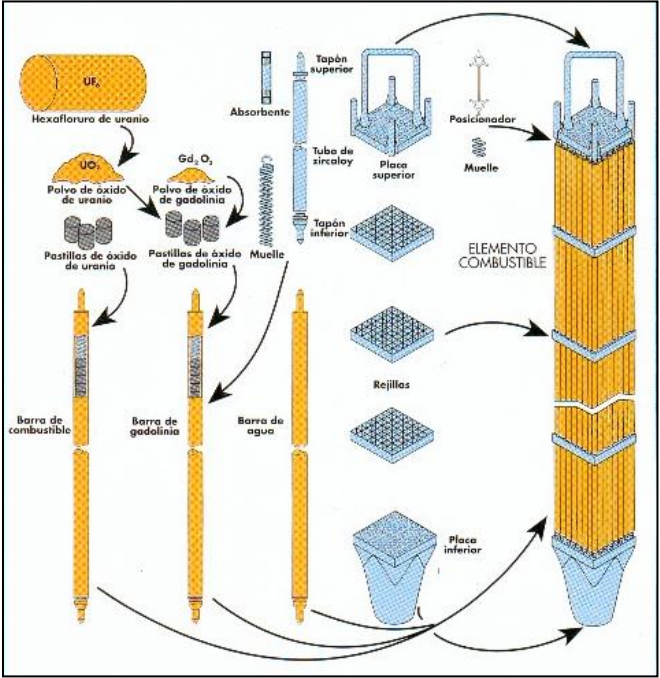 UF₆
Hexafloruro de uranio
UO₂
Polvo de óxido
de uranio
Gd₂O₃
Polvo de óxido
de gadolinia
Pastillas de óxido
de uranio
Pastillas de óxido
de gadolinia
Absorbente
Muelle
Tapón
superior
Tubo de
zircaloy
Tapón
inferior
Placa
superior
Posicionador
Muelle
ELEMENTO
COMBUSTIBLE
Rejillas
Barra de
combustible
Barra de
gadolinia
Barra de
agua
Placa
inferior